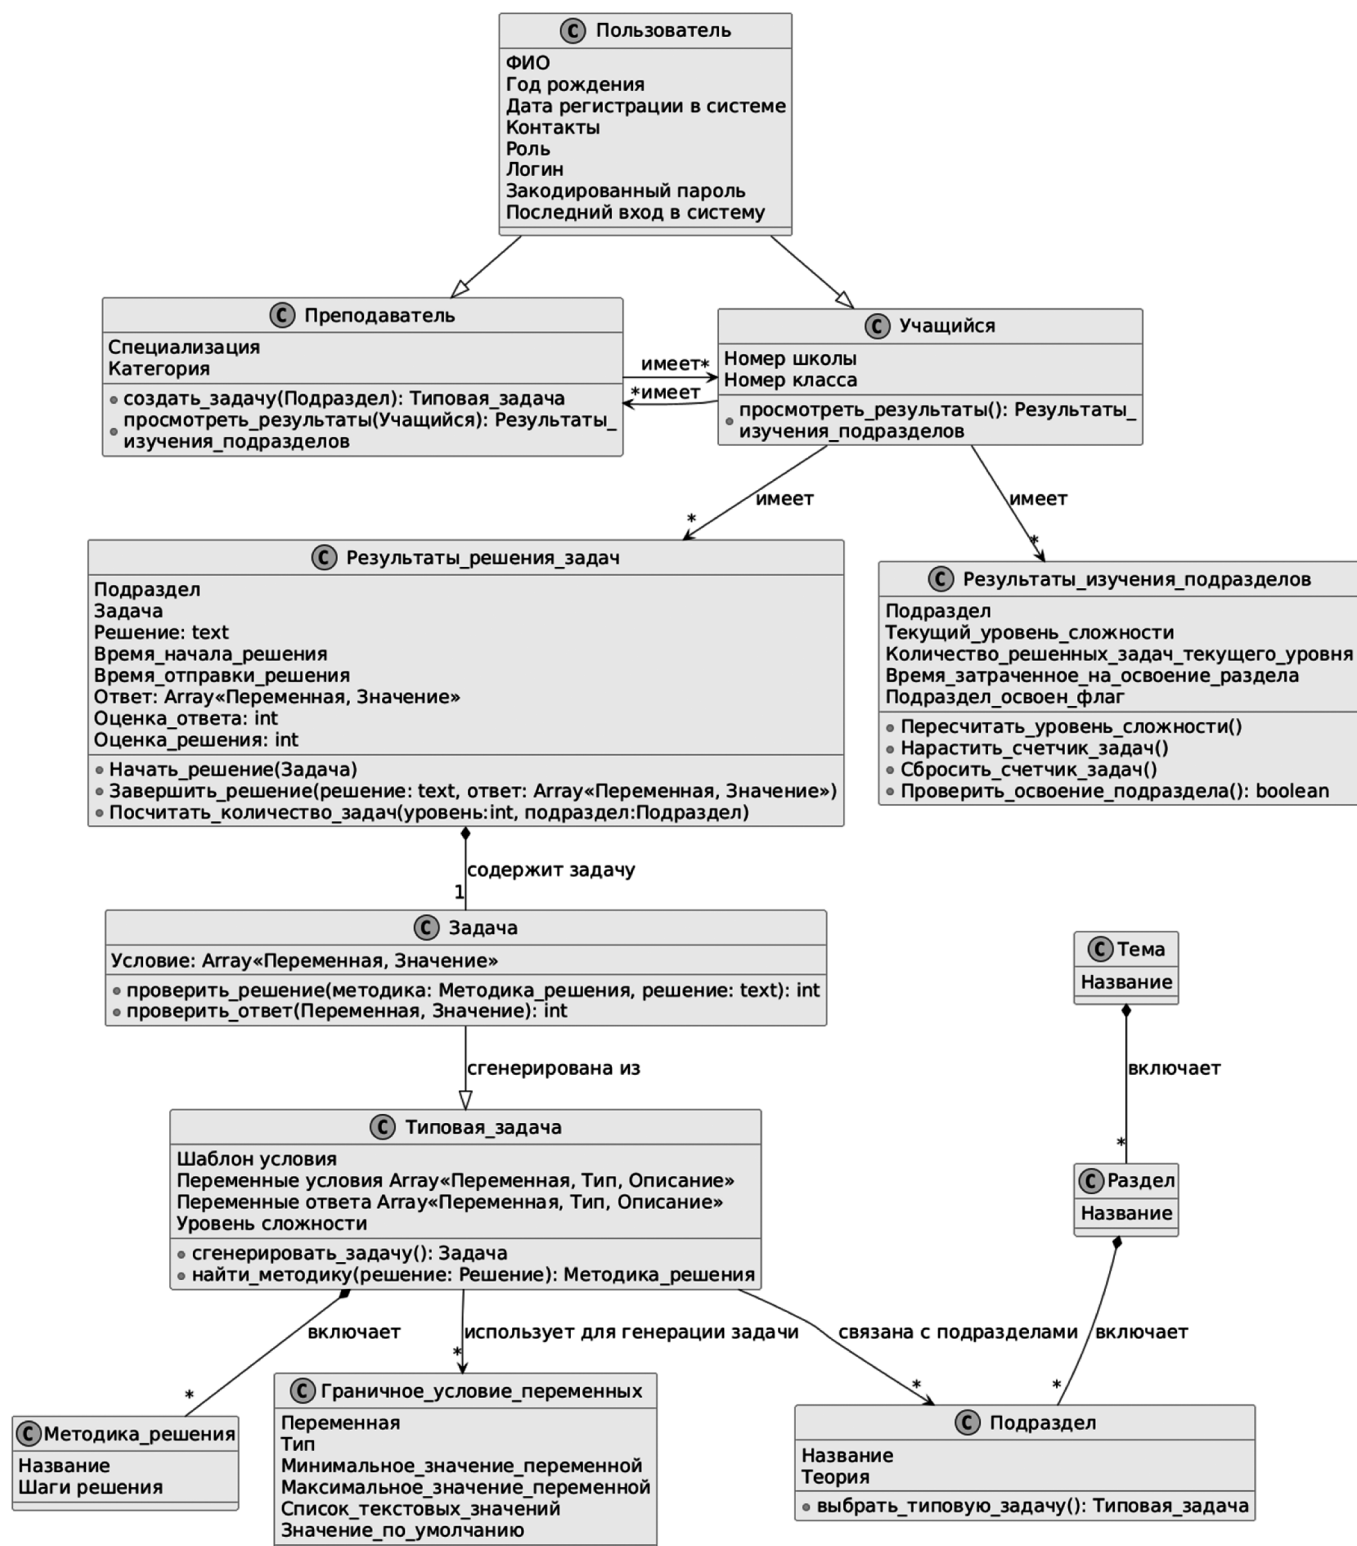 C Пользователь
ФИО
Год рождения
Дата регистрации в системе
Контакты
Роль
Логин
Закодированный пароль
Последний вход в систему
C Преподаватель
Специализация
Категория
создать_задачу(Подраздел): Типовая_задача
просмотреть_результаты(Учащийся): Результаты_
изучения_подразделов
имеет*
*имеет
C Учащийся
Номер школы
Номер класса
просмотреть_результаты(): Результаты_
изучения_подразделов
имеет
*
имеет
*
C Результаты_решения_задач
Подраздел
Задача
Решение: text
Время_начала_решения
Время_отправки_решения
Ответ: Array«Переменная, Значение»
Оценка_ответа: int
Оценка_решения: int
Начать_решение(Задача)
Завершить_решение(решение: text, ответ: Array«Переменная, Значение»)
Посчитать_количество_задач(уровень:int, подраздел:Подраздел)
C Результаты_изучения_подразделов
Подраздел
Текущий_уровень_сложности
Количество_решенных_задач_текущего_уровня
Время_затраченное_на_освоение_раздела
Подраздел_освоен_флаг
Пересчитать_уровень_сложности()
Нарастить_счетчик_задач()
Сбросить_счетчик_задач()
Проверить_освоение_подраздела(): boolean
содержит задачу
1
C Задача
Условие: Array«Переменная, Значение»
проверить_решение(методика: Методика_решения, решение: text): int
проверить_ответ(Переменная, Значение): int
C Тема
Название
сгенерирована из
включает
*
C Типовая_задача
Шаблон условия
Переменные условия Array«Переменная, Тип, Описание»
Переменные ответа Array«Переменная, Тип, Описание»
Уровень сложности
сгенерировать_задачу(): Задача
найти_методику(решение: Решение): Методика_решения
C Раздел
Название
включает
*
использует для генерации задачи
*
связана с подразделами
*
включает
*
C Методика_решения
Название
Шаги решения
C Граничное_условие_переменных
Переменная
Тип
Минимальное_значение_переменной
Максимальное_значение_переменной
Список_текстовых_значений
Значение_по_умолчанию
C Подраздел
Название
Теория
выбрать_типовую_задачу(): Типовая_задача